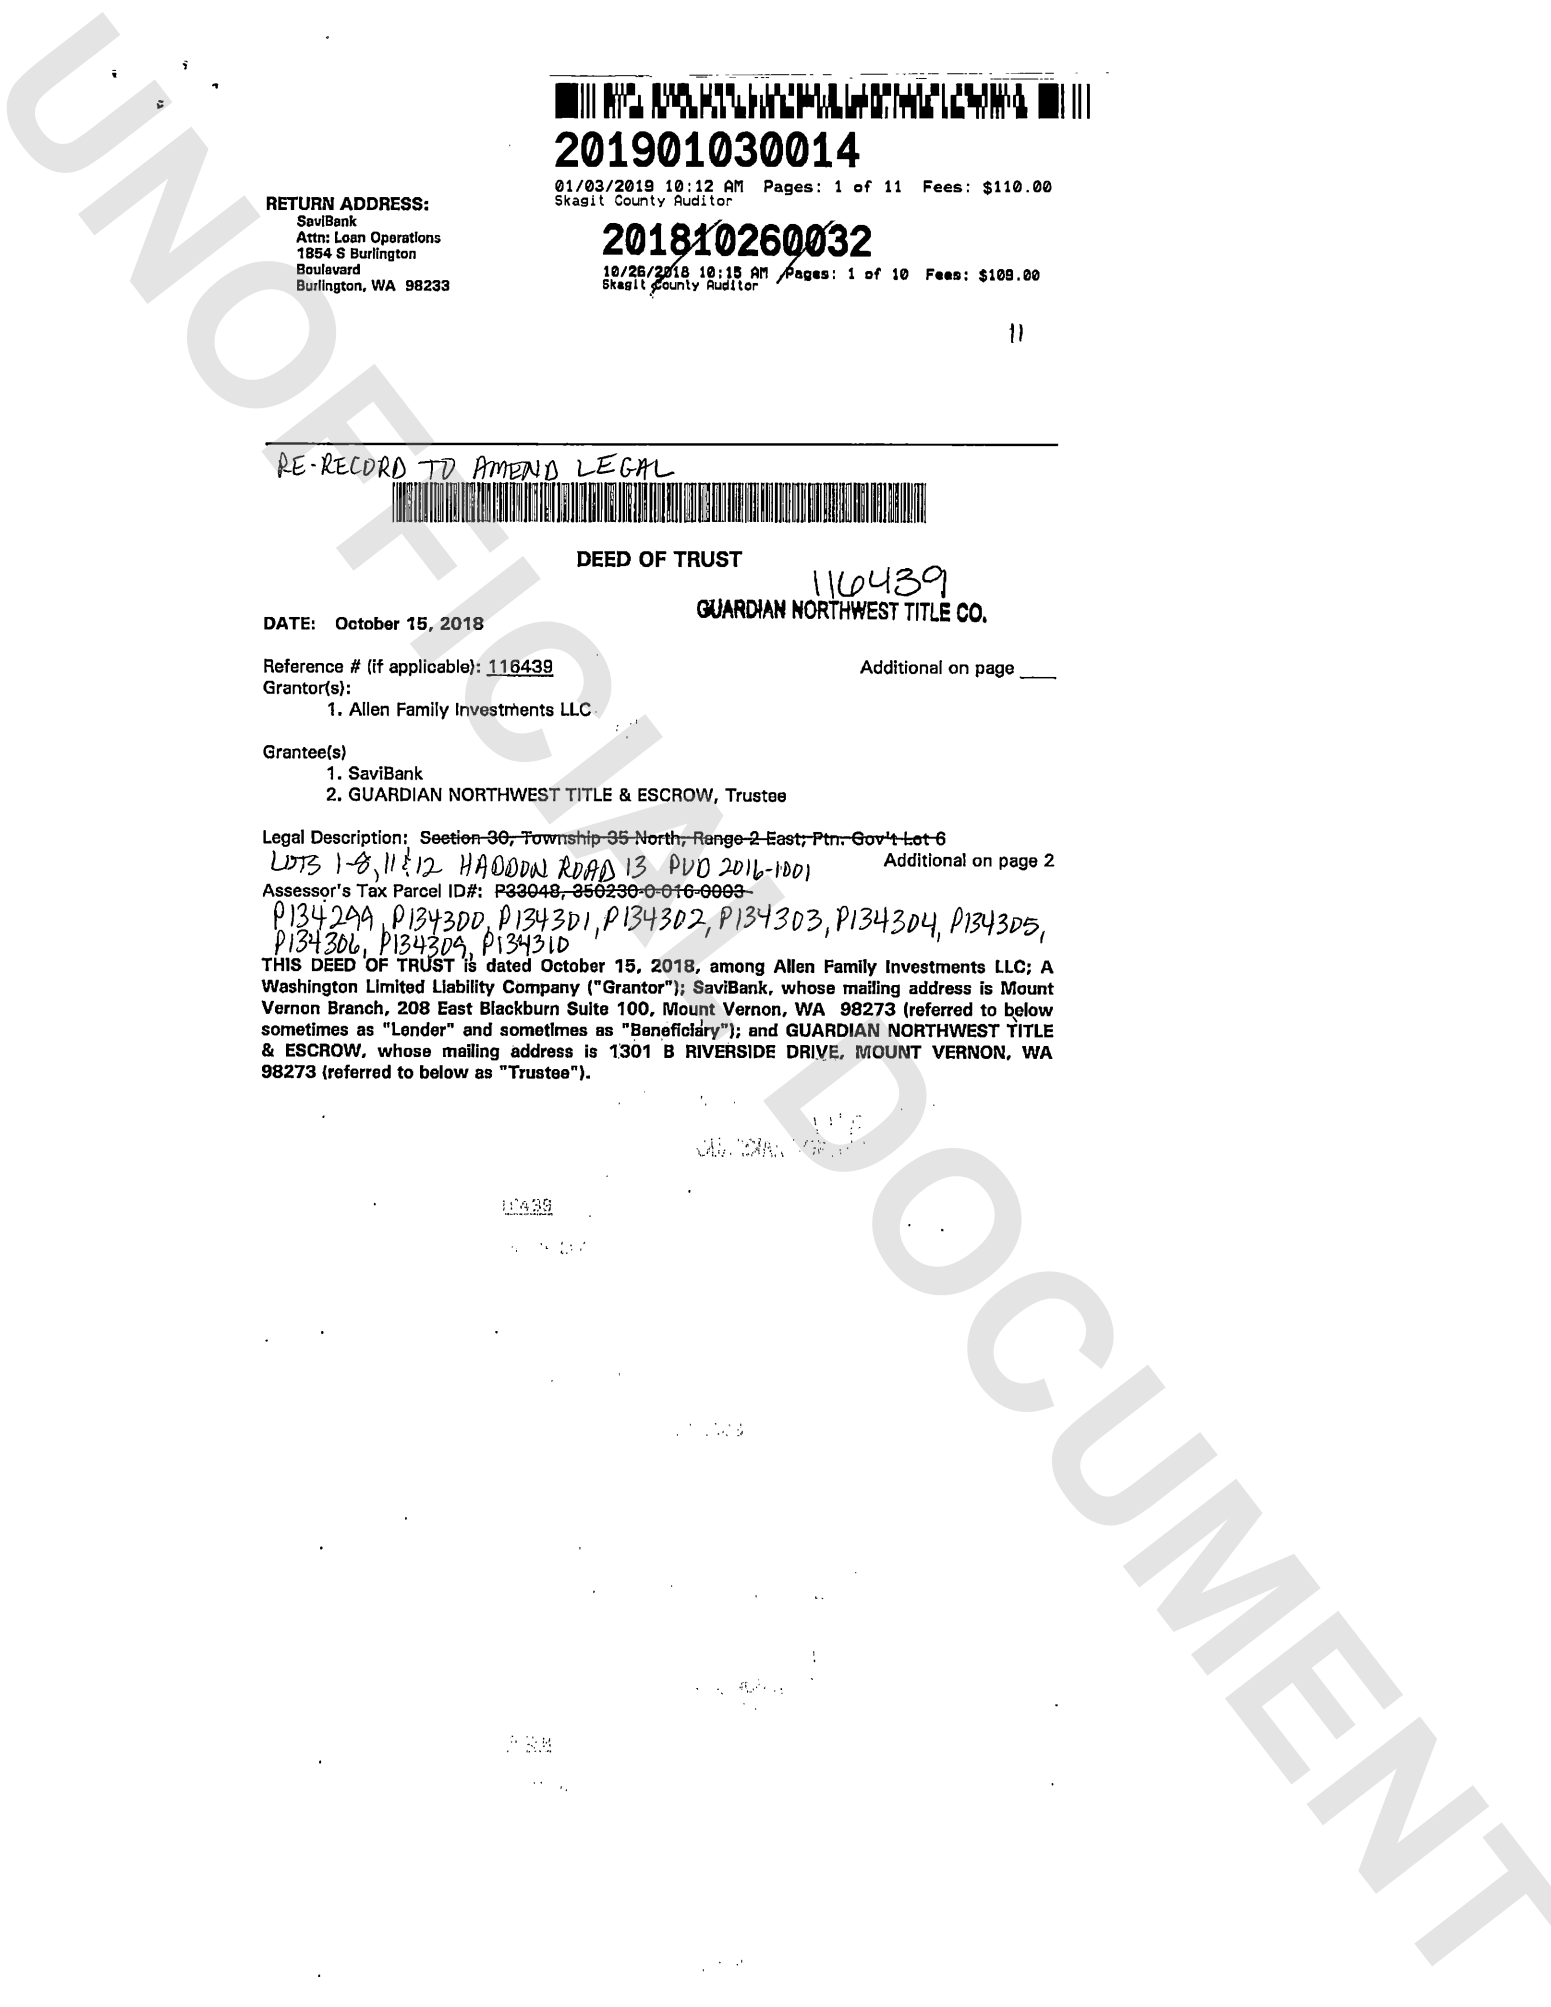 201901030014
01/03/2019 10:12 AM Pages: 1 of 11 Fees: $110.00
Skagit County Auditor
RETURN ADDRESS:
SaviBank
Attn: Loan Operations
1854 S Burlington
Boulevard
Burlington, WA 98233
201810260032
10/26/2018 10:15 AM Pages: 1 of 10 Fees: $109.00
Skagit County Auditor
11
RE-RECORD TO AMEND LEGAL
DEED OF TRUST
116439
GUARDIAN NORTHWEST TITLE CO.
DATE: October 15, 2018
Reference # (if applicable): 116439 Additional on page ____
Grantor(s):
1. Allen Family Investments LLC
Grantee(s)
1. SaviBank
2. GUARDIAN NORTHWEST TITLE & ESCROW, Trustee
Legal Description: Section 30, Township 35 North, Range 2 East; Ptn. Gov't Lot 6
LOTS 1-8, 11 & 12 HADDON ROAD 13 PUD 2016-1001 Additional on page 2
Assessor's Tax Parcel ID#: P33048, 350230-0-016-0003
P134299, P134300, P134301, P134302, P134303, P134304, P134305,
P134306, P134309, P134310
THIS DEED OF TRUST is dated October 15, 2018, among Allen Family Investments LLC; A
Washington Limited Liability Company ("Grantor"); SaviBank, whose mailing address is Mount
Vernon Branch, 208 East Blackburn Suite 100, Mount Vernon, WA 98273 (referred to below
sometimes as "Lender" and sometimes as "Beneficiary"); and GUARDIAN NORTHWEST TITLE
& ESCROW, whose mailing address is 1301 B RIVERSIDE DRIVE, MOUNT VERNON, WA
98273 (referred to below as "Trustee").
UNOFFICIAL DOCUMENT